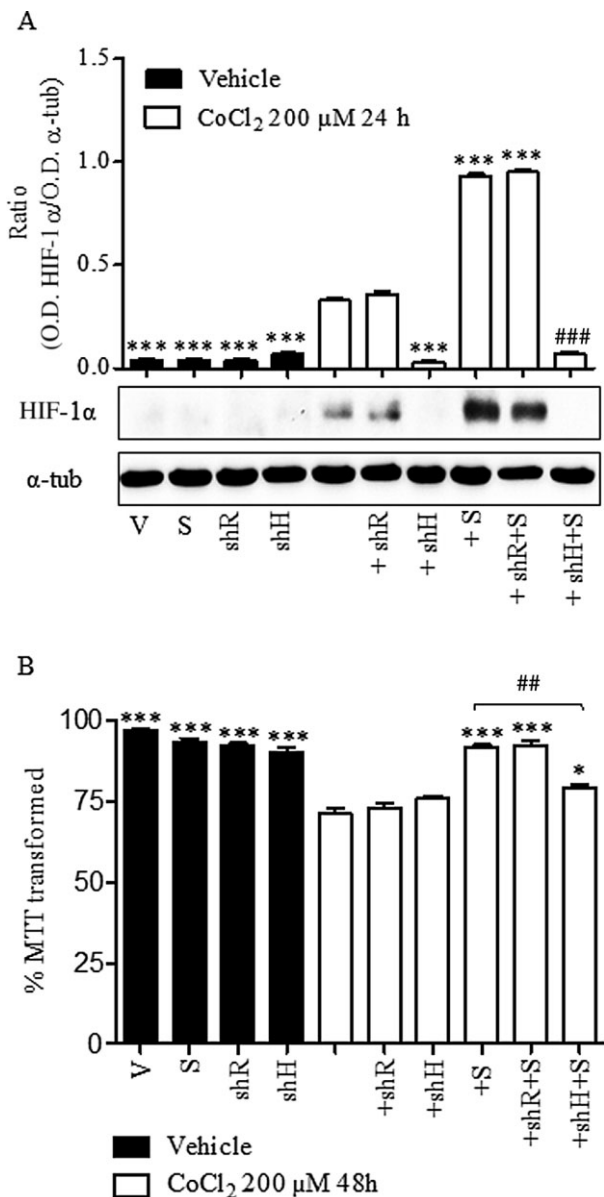 A
Ratio
(O.D. HIF-1α/O.D. α-tub)
1.5
1.0
0.5
0.0
Vehicle
CoCl₂ 200 µM 24 h
*** *** *** *** *** *** *** ###
HIF-1α
α-tub
V S shR shH + shR + shH + S + shR+S + shH+S
B
##
% MTT transformed
100
75
50
25
0
*** *** *** *** *** *** *
V S shR shH +shR +shH +S +shR+S +shH+S
Vehicle
CoCl₂ 200 µM 48h